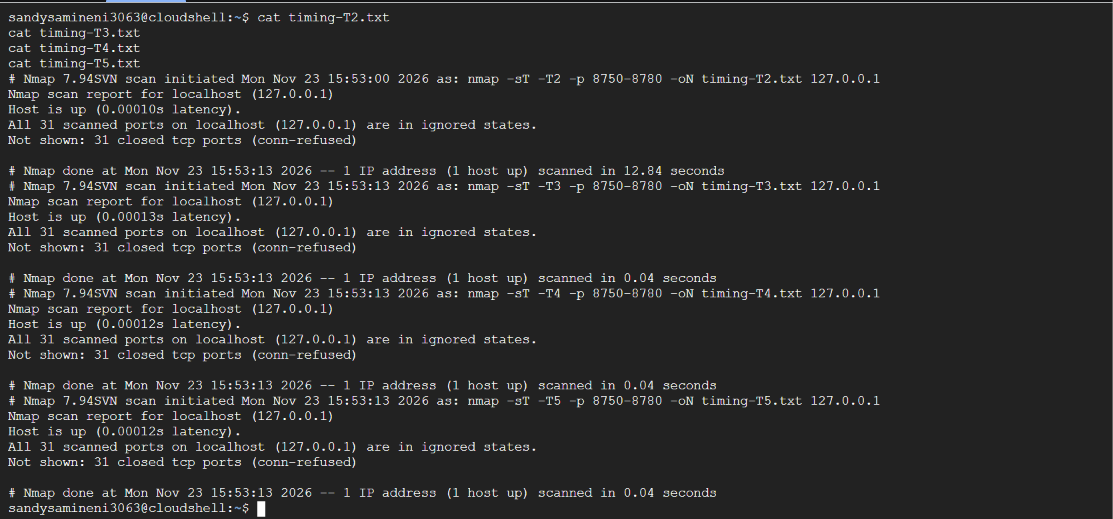 sandysamineni3063@cloudshell:~$ cat timing-T2.txt
cat timing-T3.txt
cat timing-T4.txt
cat timing-T5.txt
# Nmap 7.94SVN scan initiated Mon Nov 23 15:53:00 2026 as: nmap -sT -T2 -p 8750-8780 -oN timing-T2.txt 127.0.0.1
Nmap scan report for localhost (127.0.0.1)
Host is up (0.00010s latency).
All 31 scanned ports on localhost (127.0.0.1) are in ignored states.
Not shown: 31 closed tcp ports (conn-refused)

# Nmap done at Mon Nov 23 15:53:13 2026 -- 1 IP address (1 host up) scanned in 12.84 seconds
# Nmap 7.94SVN scan initiated Mon Nov 23 15:53:13 2026 as: nmap -sT -T3 -p 8750-8780 -oN timing-T3.txt 127.0.0.1
Nmap scan report for localhost (127.0.0.1)
Host is up (0.00013s latency).
All 31 scanned ports on localhost (127.0.0.1) are in ignored states.
Not shown: 31 closed tcp ports (conn-refused)

# Nmap done at Mon Nov 23 15:53:13 2026 -- 1 IP address (1 host up) scanned in 0.04 seconds
# Nmap 7.94SVN scan initiated Mon Nov 23 15:53:13 2026 as: nmap -sT -T4 -p 8750-8780 -oN timing-T4.txt 127.0.0.1
Nmap scan report for localhost (127.0.0.1)
Host is up (0.00012s latency).
All 31 scanned ports on localhost (127.0.0.1) are in ignored states.
Not shown: 31 closed tcp ports (conn-refused)

# Nmap done at Mon Nov 23 15:53:13 2026 -- 1 IP address (1 host up) scanned in 0.04 seconds
# Nmap 7.94SVN scan initiated Mon Nov 23 15:53:13 2026 as: nmap -sT -T5 -p 8750-8780 -oN timing-T5.txt 127.0.0.1
Nmap scan report for localhost (127.0.0.1)
Host is up (0.00012s latency).
All 31 scanned ports on localhost (127.0.0.1) are in ignored states.
Not shown: 31 closed tcp ports (conn-refused)

# Nmap done at Mon Nov 23 15:53:13 2026 -- 1 IP address (1 host up) scanned in 0.04 seconds
sandysamineni3063@cloudshell:~$